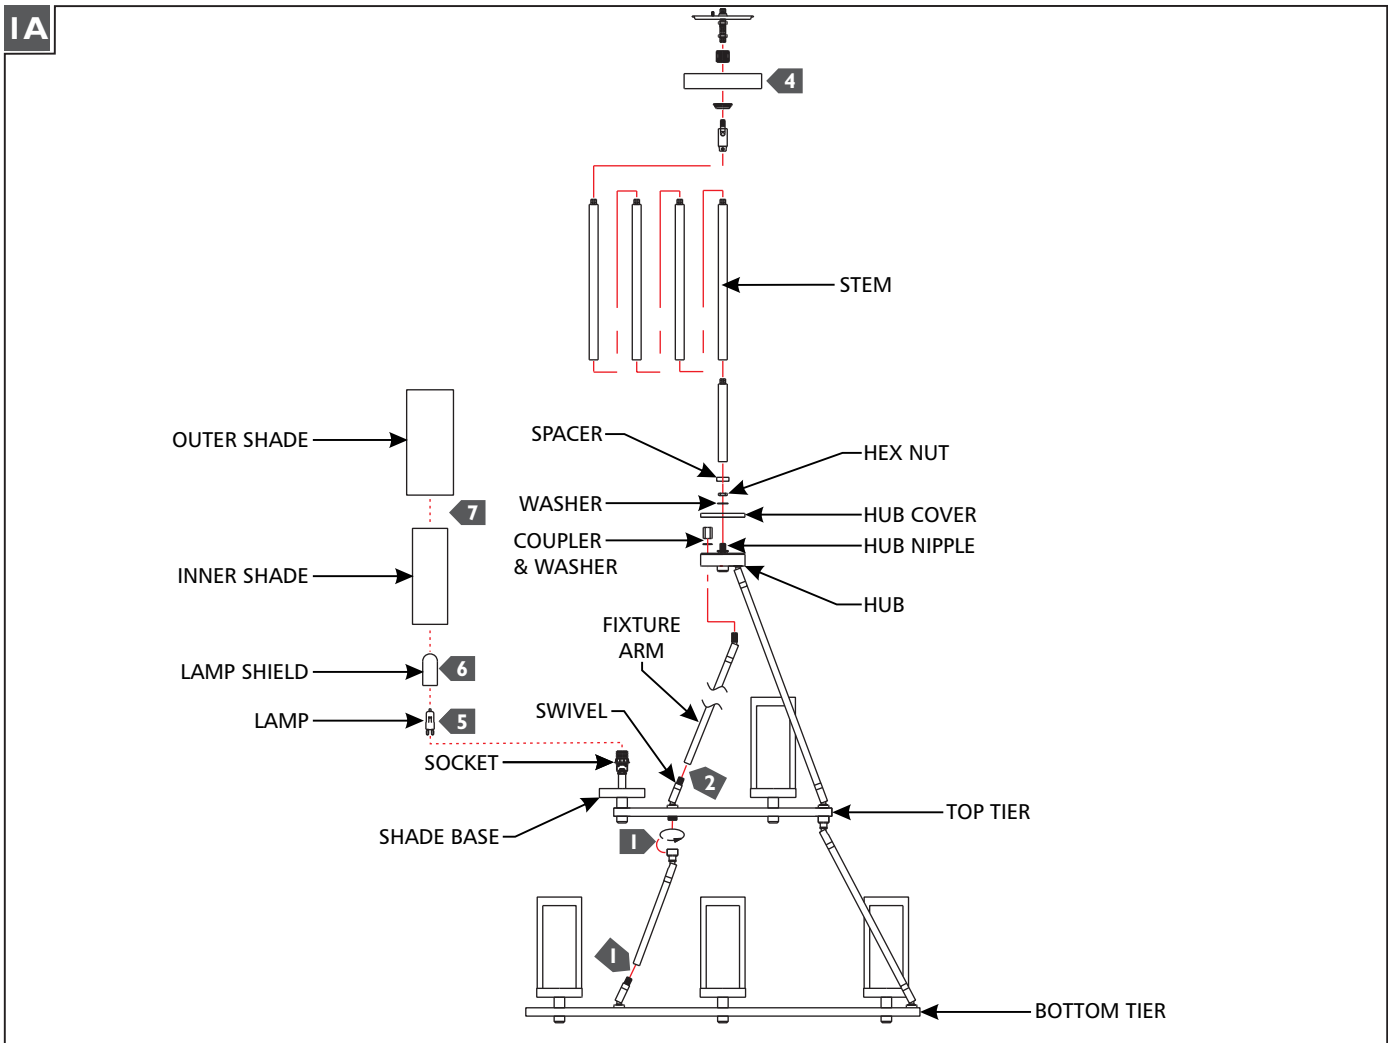 1A
4
STEM
OUTER SHADE
SPACER
HEX NUT
WASHER
7
HUB COVER
COUPLER
& WASHER
HUB NIPPLE
INNER SHADE
HUB
FIXTURE
ARM
LAMP SHIELD
6
SWIVEL
LAMP
5
SOCKET
2
TOP TIER
SHADE BASE
1
1
BOTTOM TIER